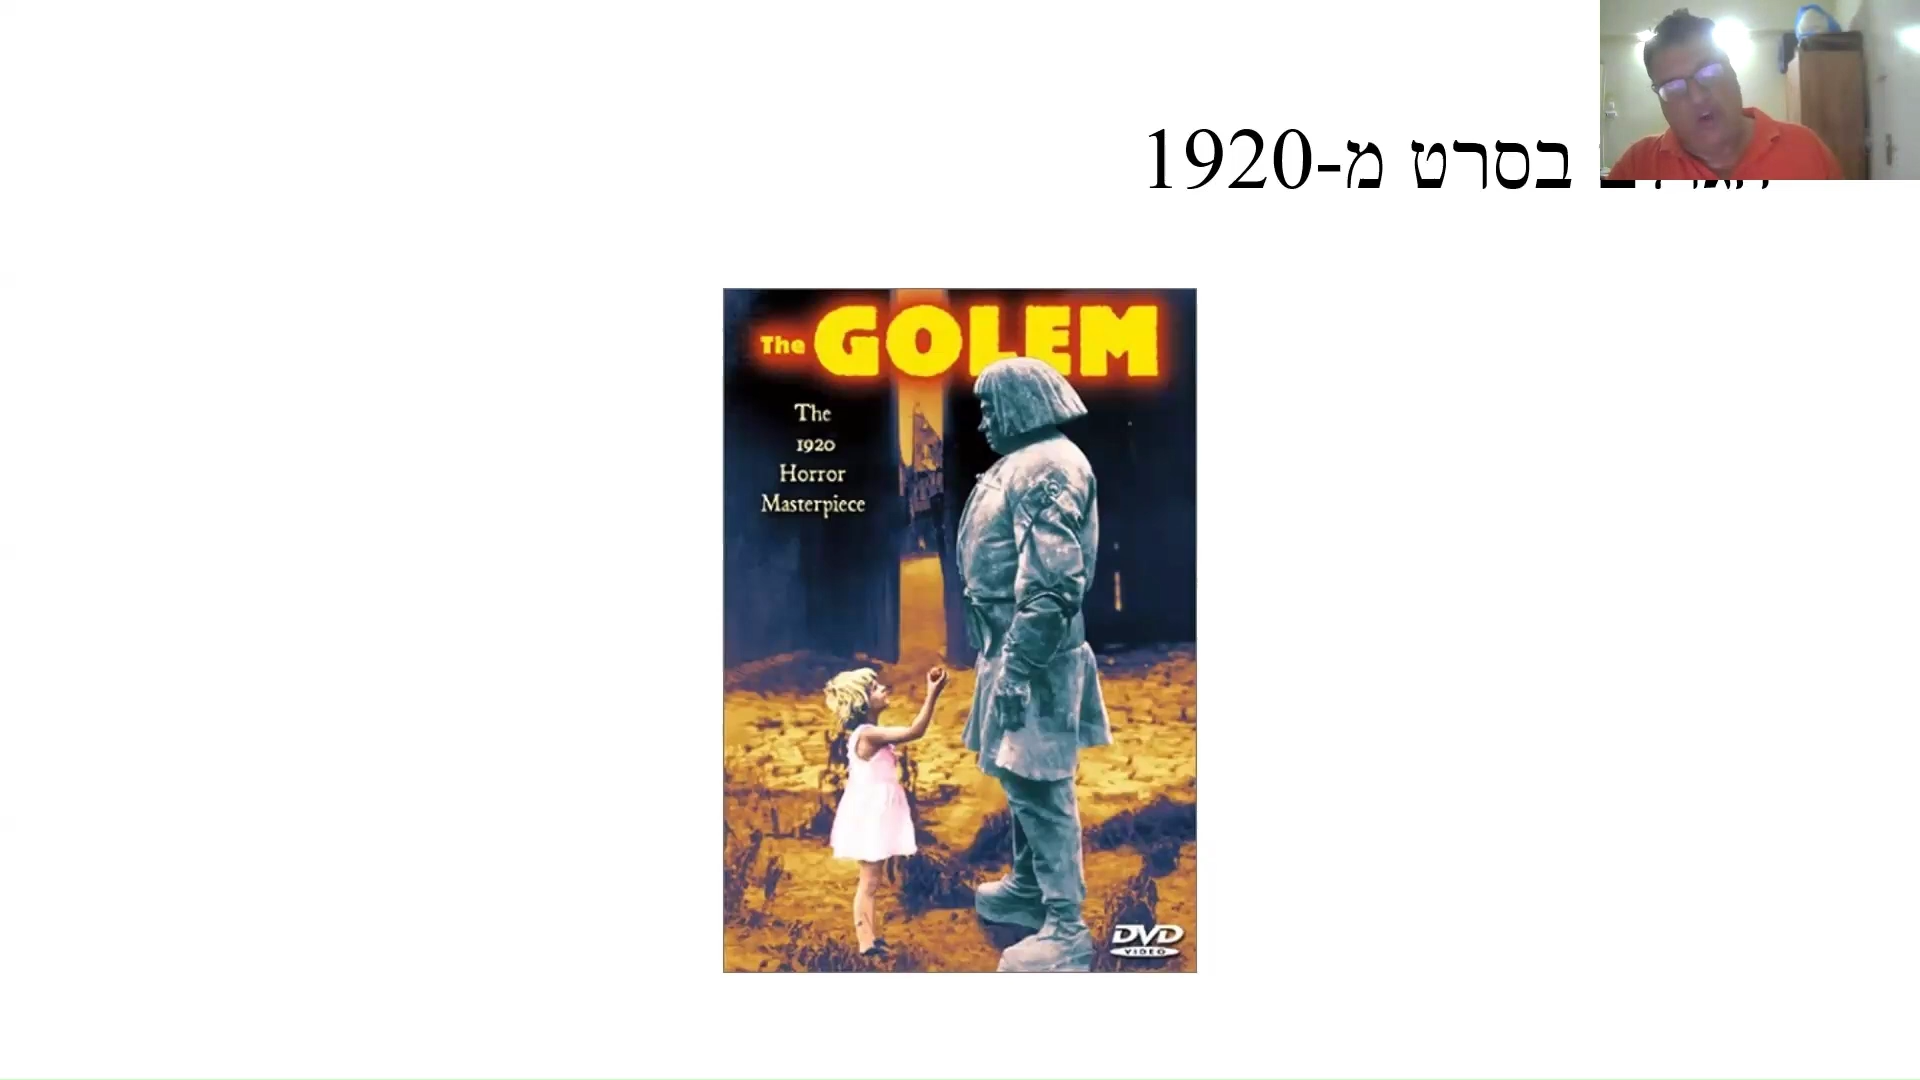 בסרט מ-1920
The GOLEM
The
1920
Horror
Masterpiece
DVD
VIDEO